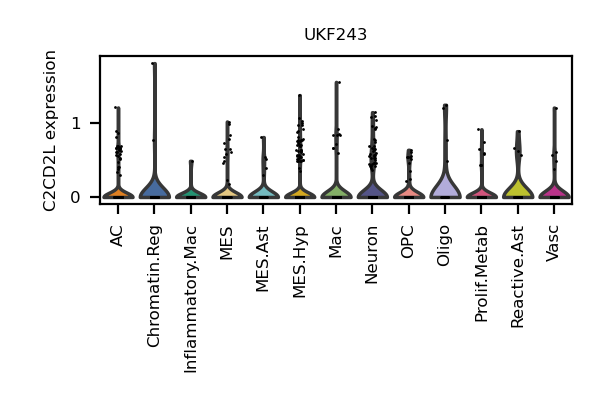 UKF243
C2CD2L expression
1
0
AC
Chromatin.Reg
Inflammatory.Mac
MES
MES.Ast
MES.Hyp
Mac
Neuron
OPC
Oligo
Prolif.Metab
Reactive.Ast
Vasc